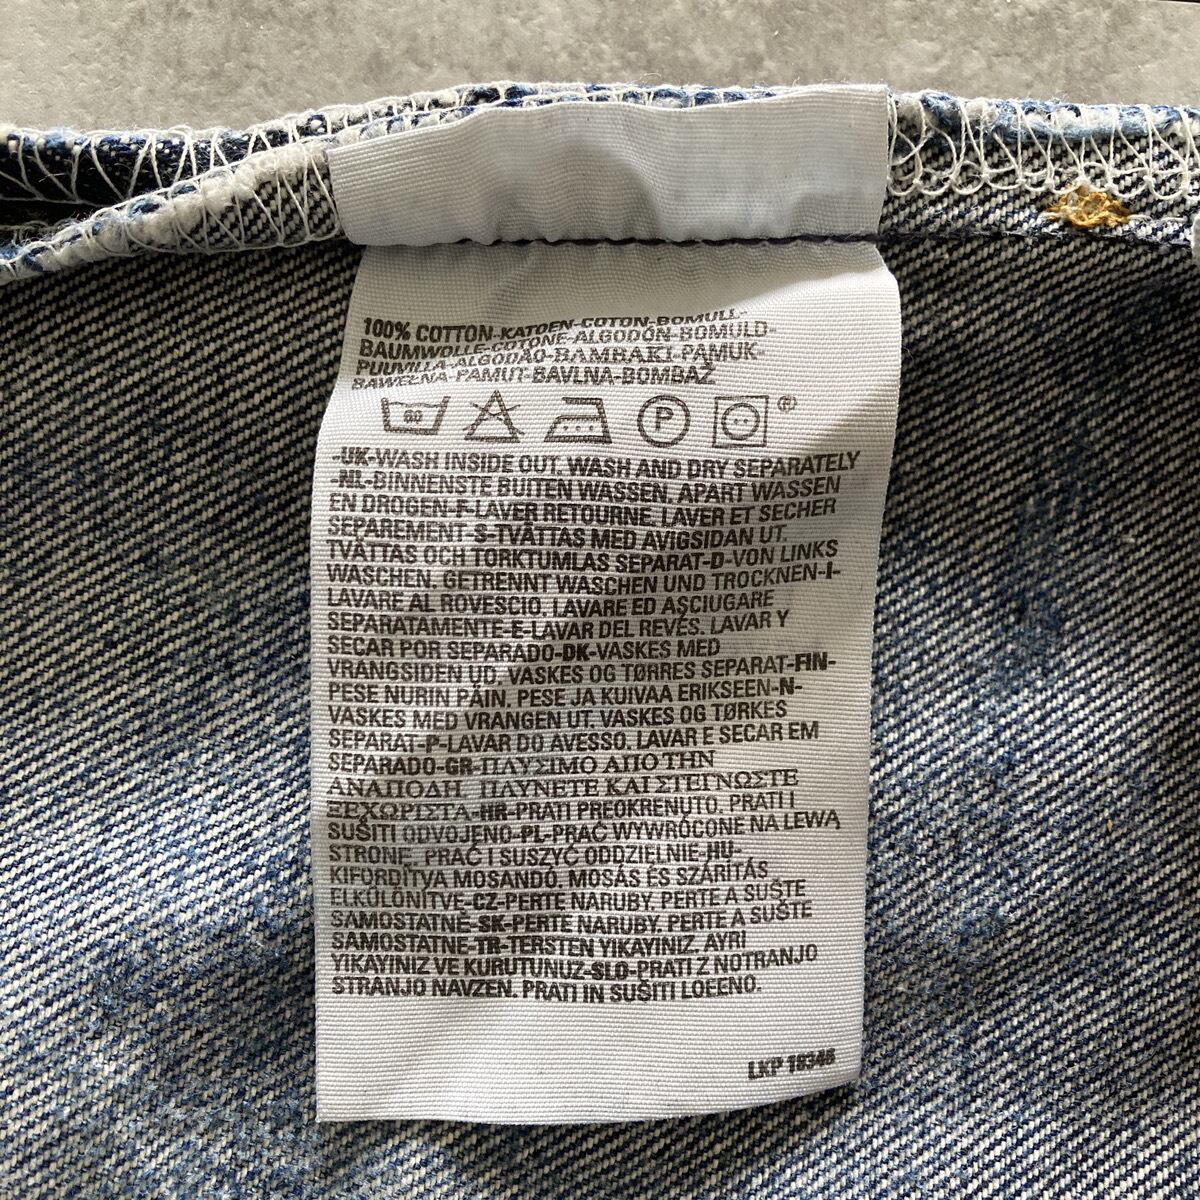 100% COTTON-KATOEN-COTON-BOMULL-
BAUMWOLLE-COTONE-ALGODÓN-BOMULD-
PUUVILLA-ALGODÃO-BAMBAKI-PAMUK-
BAWEŁNA-PAMUT-BAVLNA-BOMBAŽ
60 P ®
-UK-WASH INSIDE OUT. WASH AND DRY SEPARATELY
-NL-BINNENSTE BUITEN WASSEN. APART WASSEN
EN DROGEN-F-LAVER RETOURNE. LAVER ET SECHER
SEPAREMENT-S-TVÄTTAS MED AVIGSIDAN UT.
TVÄTTAS OCH TORKTUMLAS SEPARAT-D-VON LINKS
WASCHEN. GETRENNT WASCHEN UND TROCKNEN-I-
LAVARE AL ROVESCIO. LAVARE ED ASCIUGARE
SEPARATAMENTE-E-LAVAR DEL REVÉS. LAVAR Y
SECAR POR SEPARADO-DK-VASKES MED
VRANGSIDEN UD. VASKES OG TØRRES SEPARAT-FIN-
PESE NURIN PÄIN. PESE JA KUIVAA ERIKSEEN-N-
VASKES MED VRANGEN UT. VASKES OG TØRKES
SEPARAT-P-LAVAR DO AVESSO. LAVAR E SECAR EM
SEPARADO-GR-ΠΛΥΣΙΜΟ ΑΠΟ ΤΗΝ
ΑΝΑΠΟΔΗ. ΠΛΥΝΕΤΕ ΚΑΙ ΣΤΕΓΝΩΣΤΕ
ΞΕΧΩΡΙΣΤΑ-HR-PRATI PREOKRENUTO. PRATI I
SUŠITI ODVOJENO-PL-PRAĆ WYWRÓCONE NA LEWĄ
STRONĘ. PRAĆ I SUSZYĆ ODDZIELNIE-HU-
KIFORDÍTVA MOSANDÓ. MOSÁS ÉS SZÁRÍTÁS
ELKÜLÖNÍTVE-CZ-PERTE NARUBY. PERTE A SUŠTE
SAMOSTATNĚ-SK-PERTE NARUBY. PERTE A SUŠTE
SAMOSTATNE-TR-TERSTEN YIKAYINIZ. AYRI
YIKAYINIZ VE KURUTUNUZ-SLO-PRATI Z NOTRANJO
STRANJO NAVZEN. PRATI IN SUŠITI LOEENO.
LKP 18346